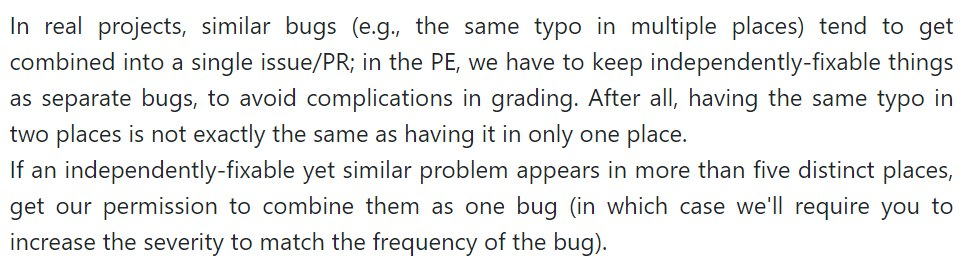 In real projects, similar bugs (e.g., the same typo in multiple places) tend to get
combined into a single issue/PR; in the PE, we have to keep independently-fixable things
as separate bugs, to avoid complications in grading. After all, having the same typo in
two places is not exactly the same as having it in only one place.
If an independently-fixable yet similar problem appears in more than five distinct places,
get our permission to combine them as one bug (in which case we'll require you to
increase the severity to match the frequency of the bug).